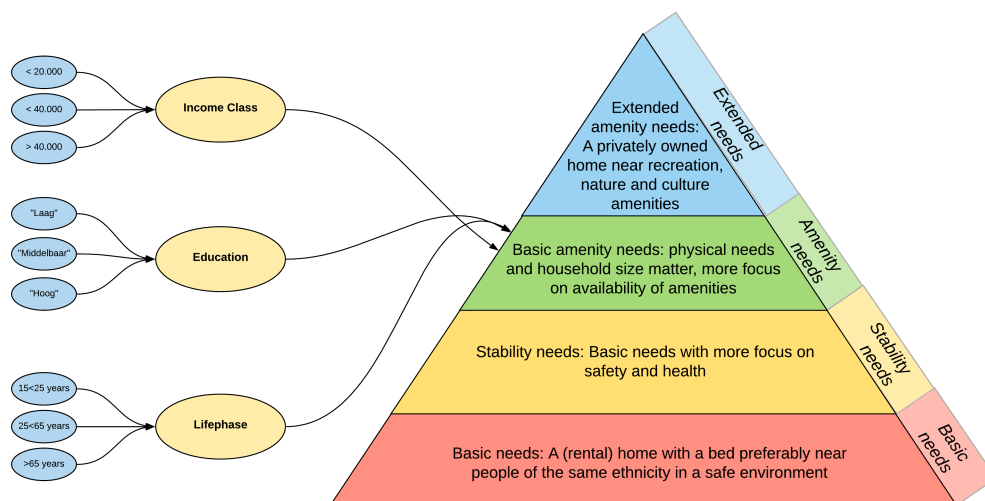 < 20.000
< 40.000
> 40.000
Income Class
"Laag"
"Middelbaar"
"Hoog"
Education
15<25 years
25<65 years
>65 years
Lifephase
Extended
amenity needs:
A privately owned
home near recreation,
nature and culture
amenities
Basic amenity needs: physical needs
and household size matter, more focus
on availability of amenities
Stability needs: Basic needs with more focus on
safety and health
Basic needs: A (rental) home with a bed preferably near
people of the same ethnicity in a safe environment
Extended
needs
Amenity
needs
Stability
needs
Basic
needs